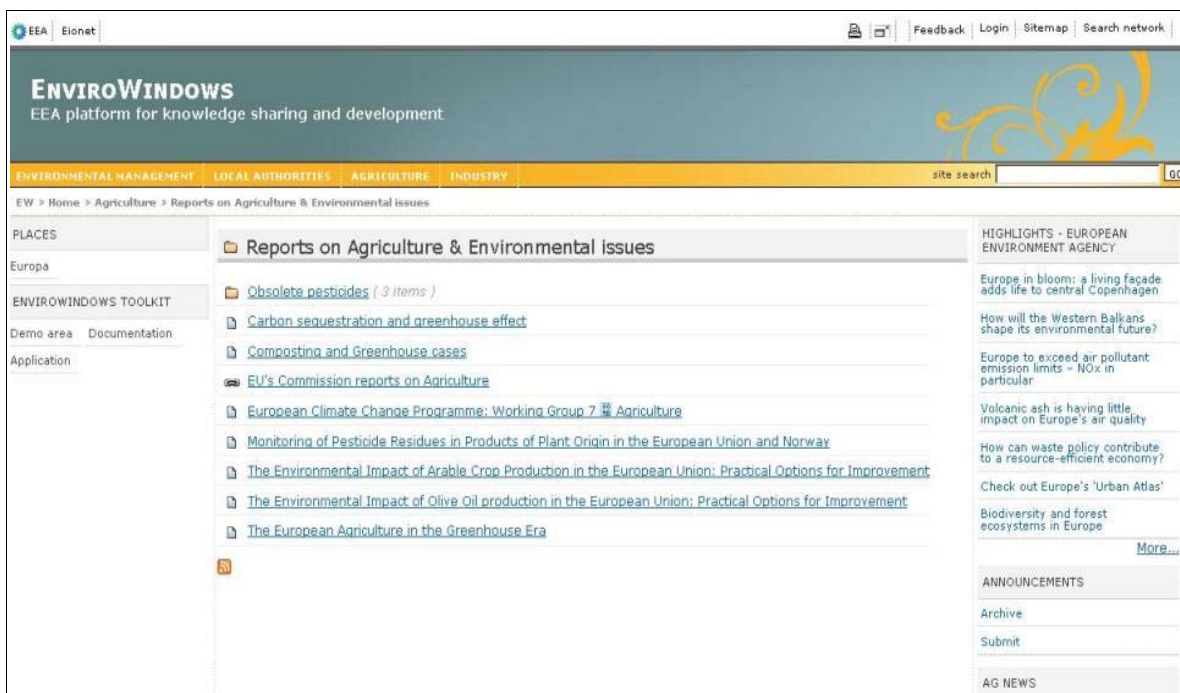 EEA Eionet Feedback Login Sitemap Search network
ENVIROWINDOWS
EEA platform for knowledge sharing and development
ENVIRONMENTAL MANAGEMENT LOCAL AUTHORITIES AGRICULTURE INDUSTRY site search GO
EW > Home > Agriculture > Reports on Agriculture & Environmental issues
PLACES
Europa
ENVIROWINDOWS TOOLKIT
Demo area Documentation
Application
Reports on Agriculture & Environmental issues
Obsolete pesticides ( 3 items )
Carbon sequestration and greenhouse effect
Composting and Greenhouse cases
EU's Commission reports on Agriculture
European Climate Change Programme: Working Group 7 Agriculture
Monitoring of Pesticide Residues in Products of Plant Origin in the European Union and Norway
The Environmental Impact of Arable Crop Production in the European Union: Practical Options for Improvement
The Environmental Impact of Olive Oil production in the European Union: Practical Options for Improvement
The European Agriculture in the Greenhouse Era
HIGHLIGHTS - EUROPEAN
ENVIRONMENT AGENCY
Europe in bloom: a living façade
adds life to central Copenhagen
How will the Western Balkans
shape its environmental future?
Europe to exceed air pollutant
emission limits – NOx in
particular
Volcanic ash is having little
impact on Europe's air quality
How can waste policy contribute
to a resource-efficient economy?
Check out Europe's 'Urban Atlas'
Biodiversity and forest
ecosystems in Europe
More...
ANNOUNCEMENTS
Archive
Submit
AG NEWS